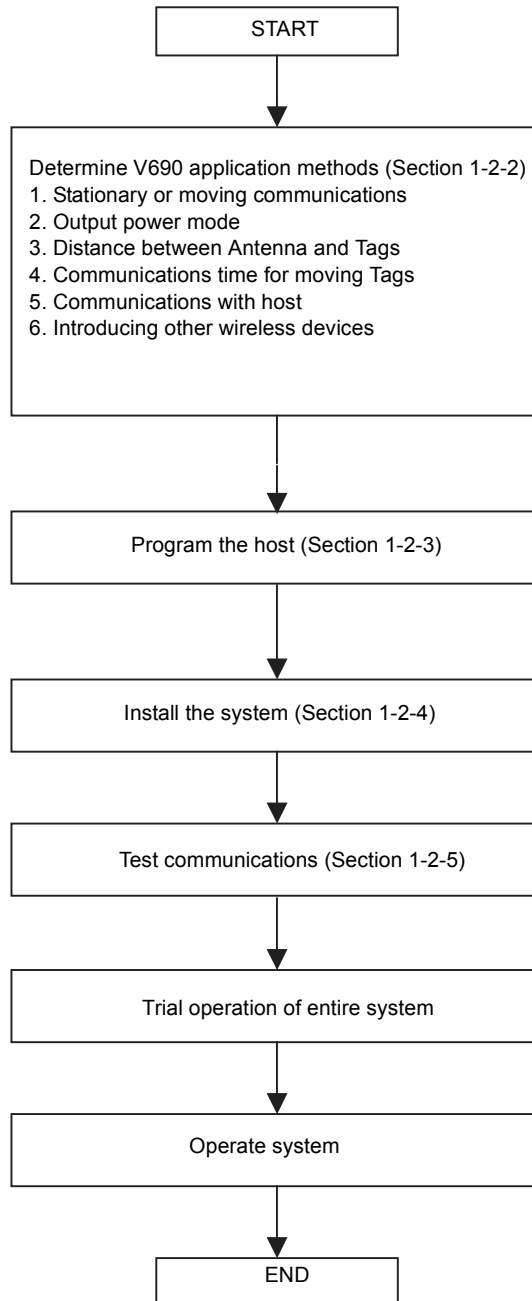 START
Determine V690 application methods (Section 1-2-2)
1. Stationary or moving communications
2. Output power mode
3. Distance between Antenna and Tags
4. Communications time for moving Tags
5. Communications with host
6. Introducing other wireless devices
Program the host (Section 1-2-3)
Install the system (Section 1-2-4)
Test communications (Section 1-2-5)
Trial operation of entire system
Operate system
END